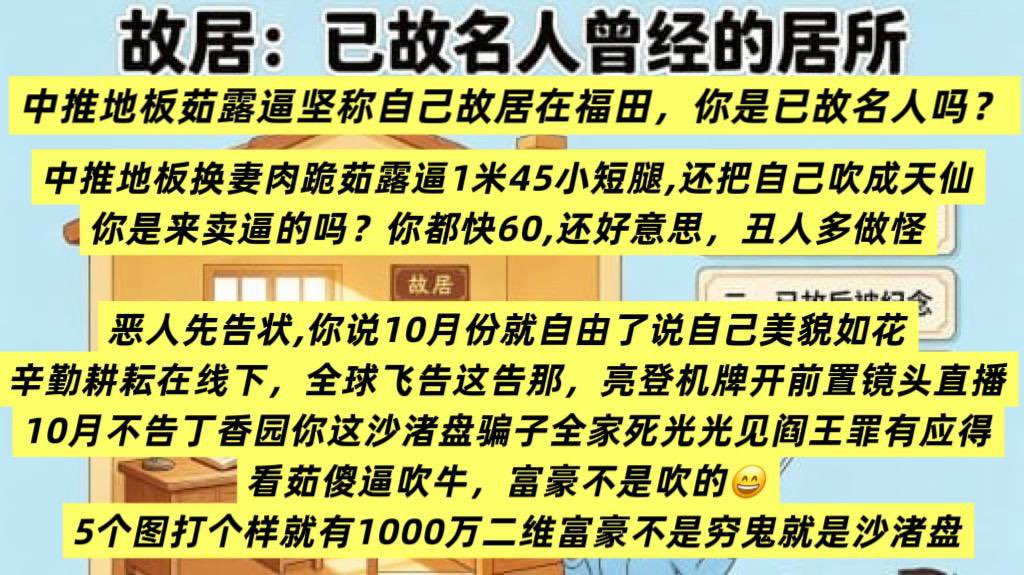 故居：已故名人曾经的居所
中推地板茹露逼坚称自己故居在福田，你是已故名人吗？
中推地板换妻肉跪茹露逼1米45小短腿,还把自己吹成天仙
你是来卖逼的吗？你都快60,还好意思，丑人多做怪
故居
二、已故后被纪念
恶人先告状,你说10月份就自由了说自己美貌如花
辛勤耕耘在线下，全球飞告这告那，亮登机牌开前置镜头直播
10月不告丁香园你这沙渚盘骗子全家死光光见阎王罪有应得
看茹傻逼吹牛，富豪不是吹的😄
5个图打个样就有1000万二维富豪不是穷鬼就是沙渚盘